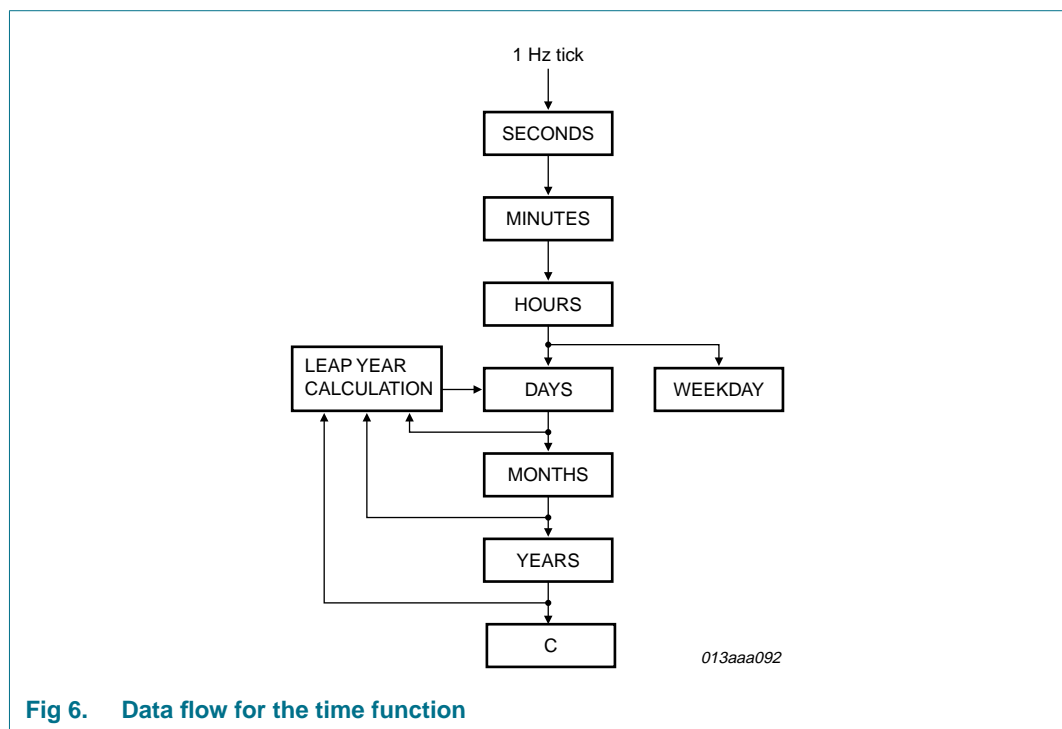 1 Hz tick
SECONDS
MINUTES
HOURS
LEAP YEAR
CALCULATION
DAYS
WEEKDAY
MONTHS
YEARS
C
013aaa092
Fig 6. Data flow for the time function